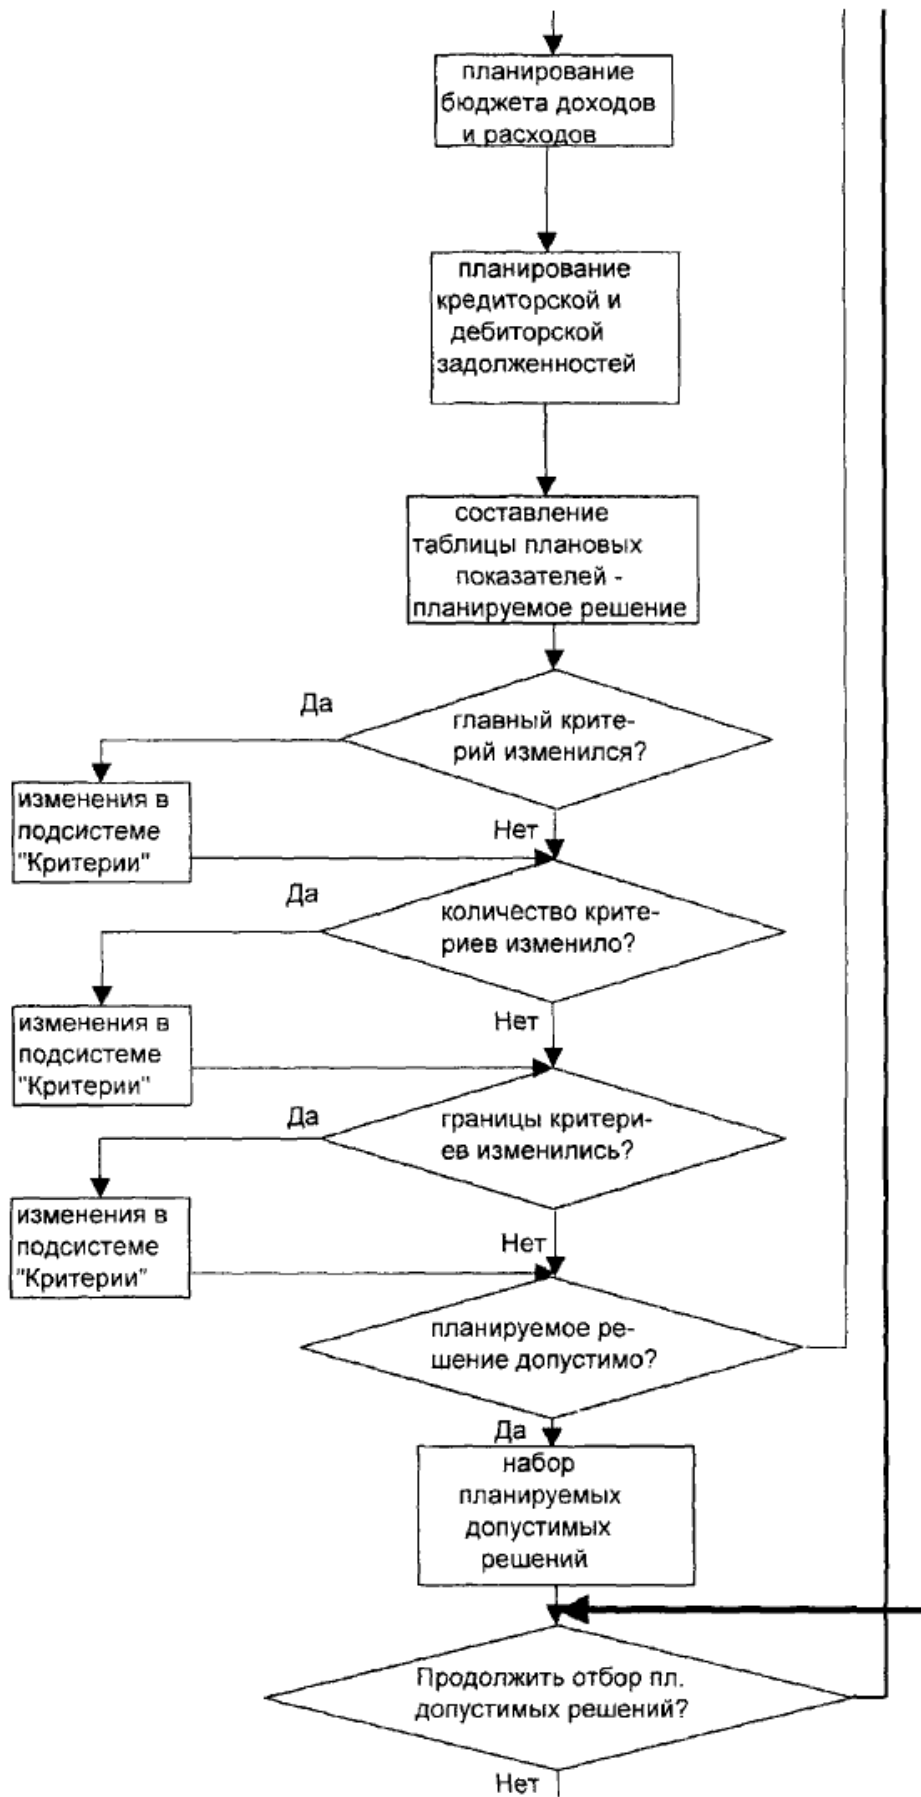 планирование
бюджета доходов
и расходов
планирование
кредиторской и
дебиторской
задолженностей
составление
таблицы плановых
показателей -
планируемое решение
Да
главный крите-
рий изменился?
изменения в
подсистеме
"Критерии"
Нет
Да
количество крите-
риев изменило?
изменения в
подсистеме
"Критерии"
Нет
Да
границы критери-
ев изменились?
изменения в
подсистеме
"Критерии"
Нет
планируемое ре-
шение допустимо?
Да
набор
планируемых
допустимых
решений
Продолжить отбор пл.
допустимых решений?
Нет